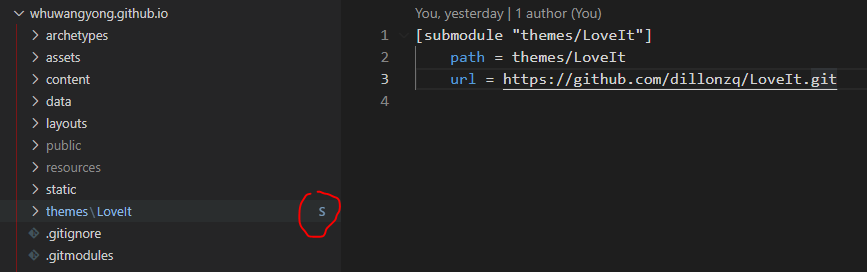 whuwangyong.github.io
archetypes
assets
content
data
layouts
public
resources
static
themes\LoveIt S
.gitignore
.gitmodules
You, yesterday | 1 author (You)
1 [submodule "themes/LoveIt"]
2 path = themes/LoveIt
3 url = https://github.com/dillonzq/LoveIt.git
4